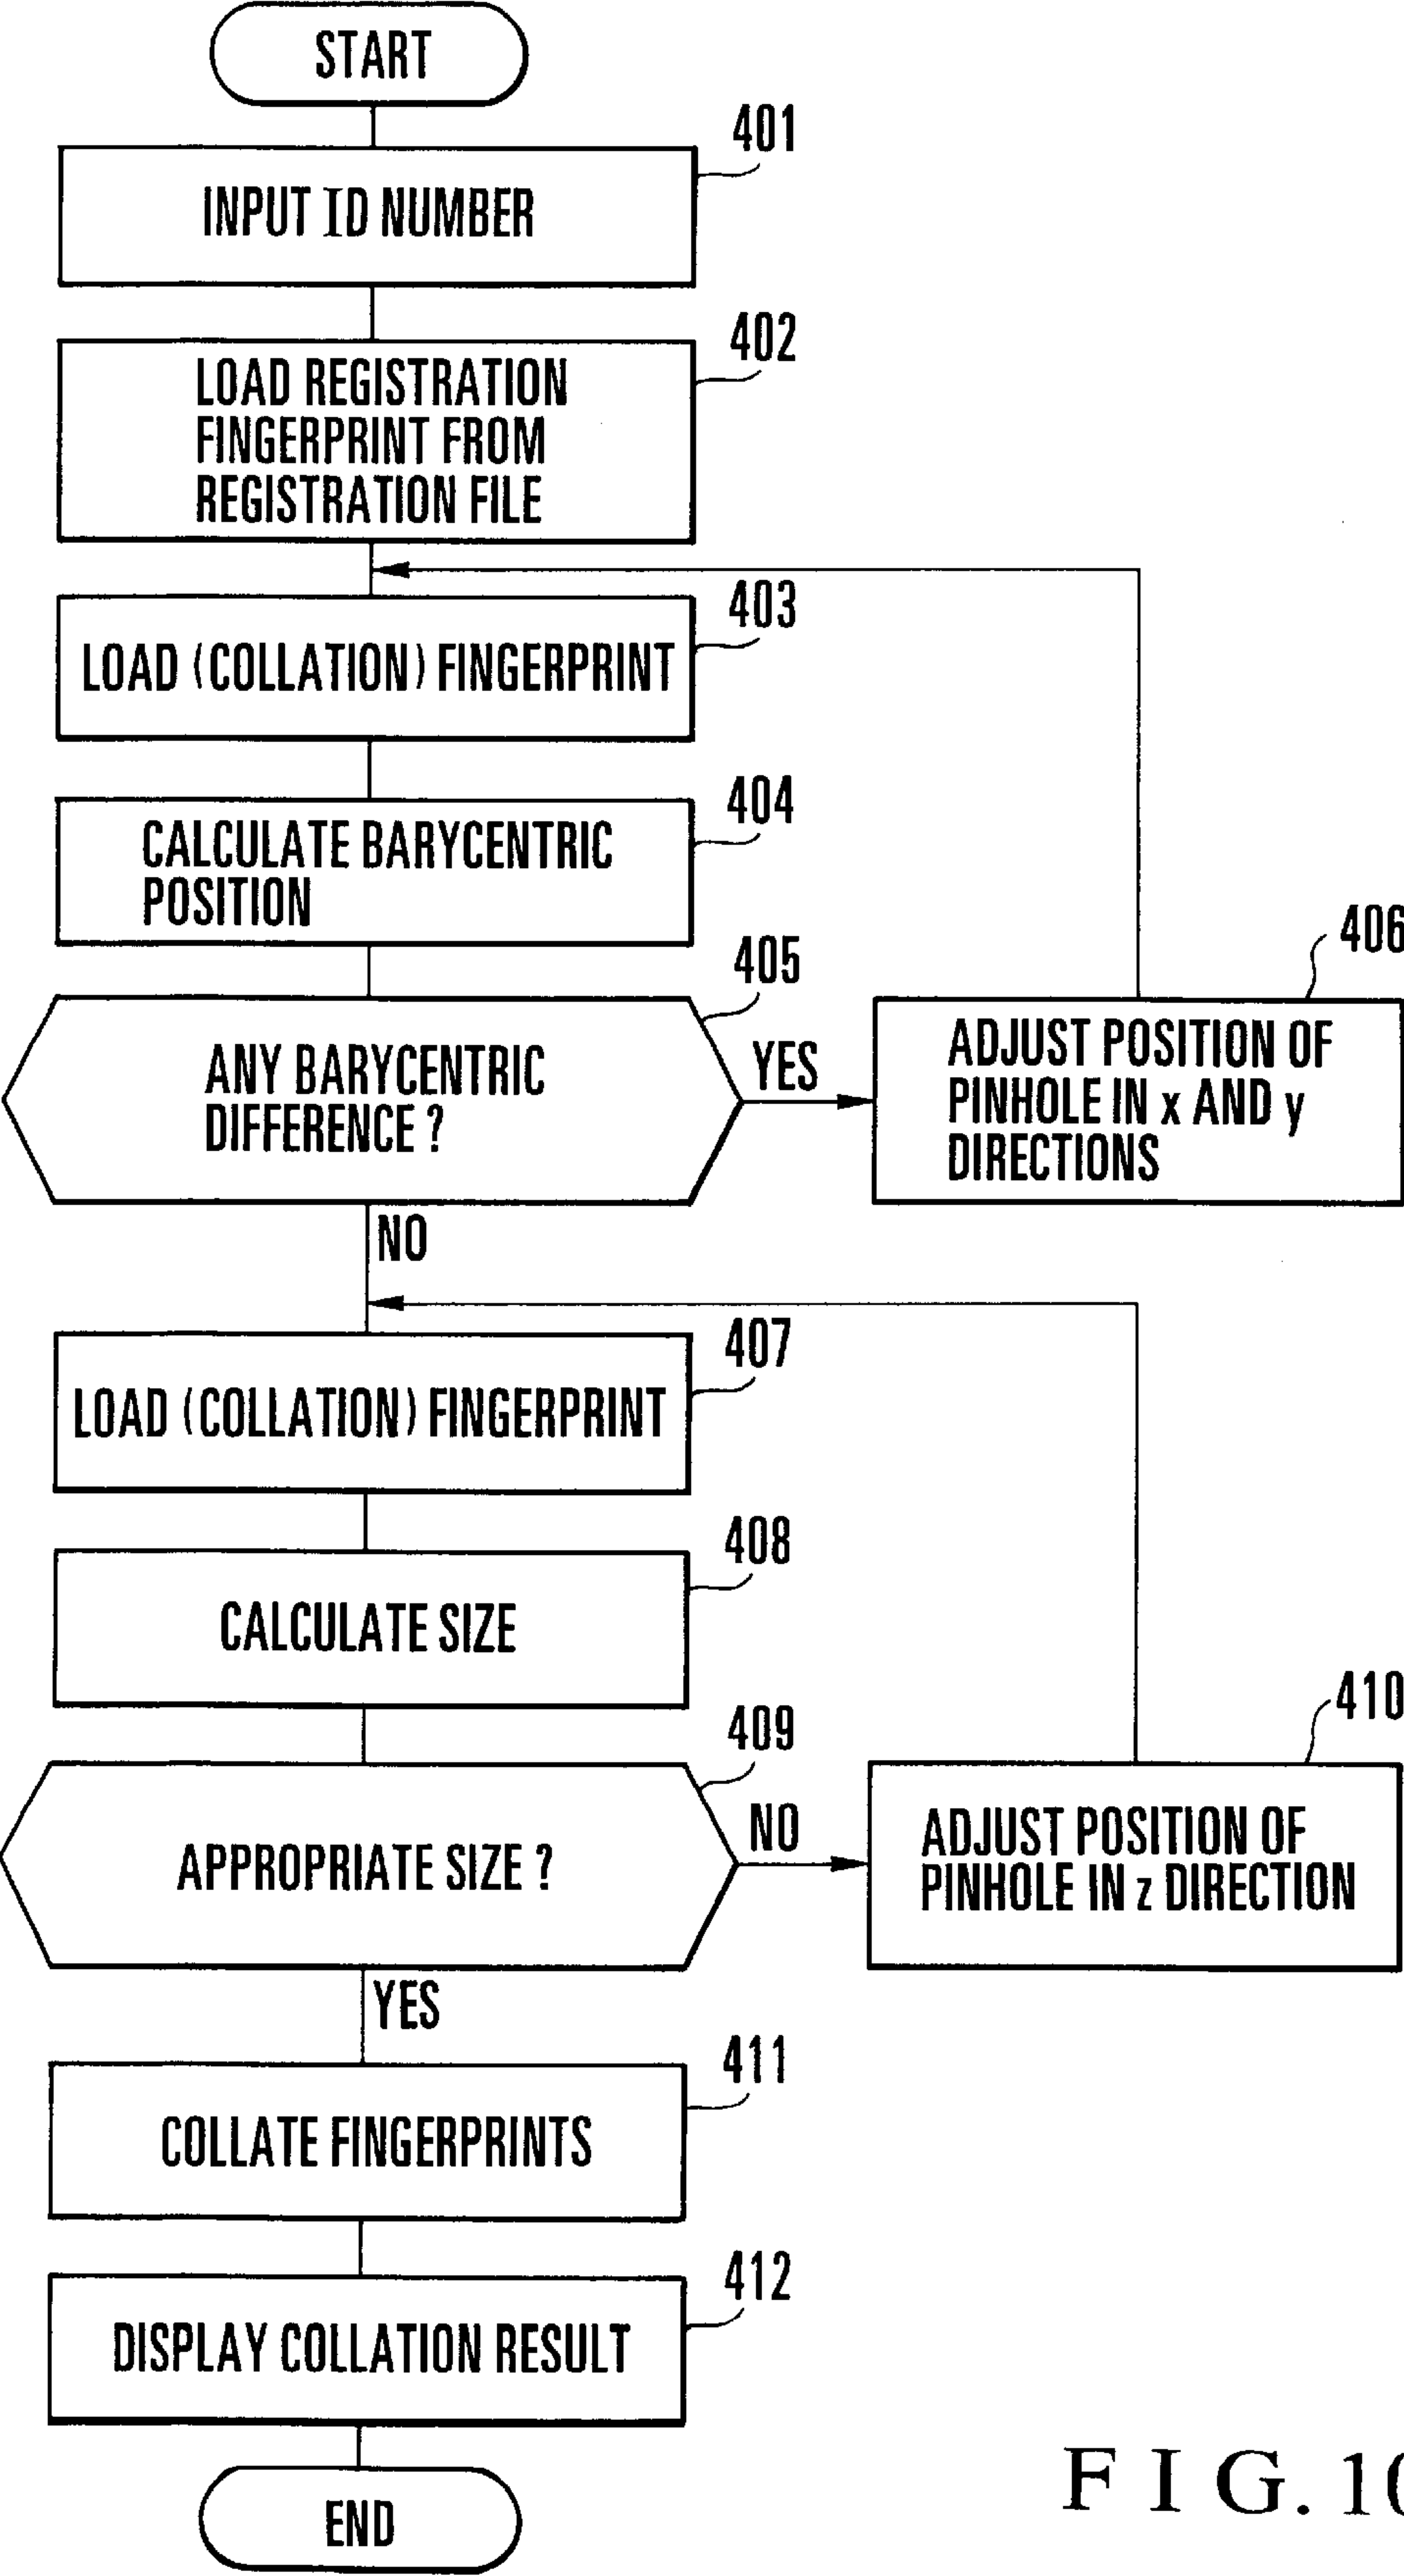 START
401
INPUT ID NUMBER
402
LOAD REGISTRATION
FINGERPRINT FROM
REGISTRATION FILE
403
LOAD (COLLATION) FINGERPRINT
404
CALCULATE BARYCENTRIC
POSITION
405
ANY BARYCENTRIC
DIFFERENCE ?
YES
406
ADJUST POSITION OF
PINHOLE IN x AND y
DIRECTIONS
NO
407
LOAD (COLLATION) FINGERPRINT
408
CALCULATE SIZE
409
APPROPRIATE SIZE ?
NO
410
ADJUST POSITION OF
PINHOLE IN z DIRECTION
YES
411
COLLATE FINGERPRINTS
412
DISPLAY COLLATION RESULT
END
FIG. 10